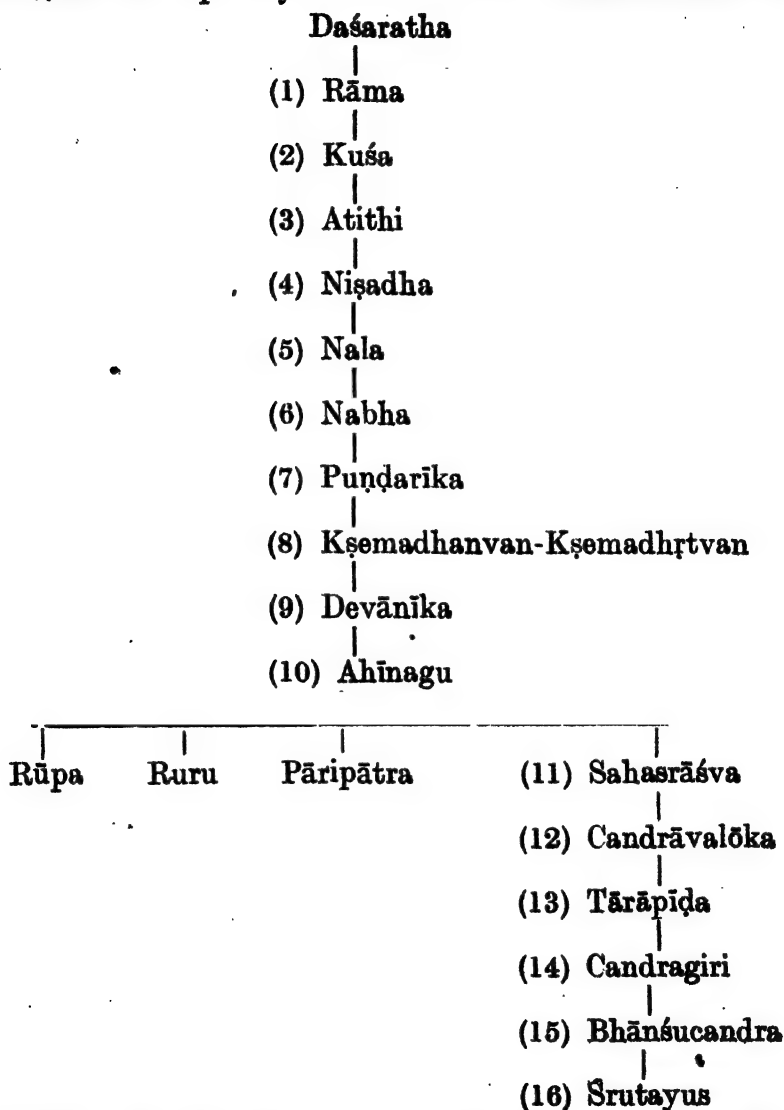 Daśaratha
(1) Rāma
(2) Kuśa
(3) Atithi
(4) Niṣadha
(5) Nala
(6) Nabha
(7) Puṇḍarīka
(8) Kṣemadhanvan-Kṣemadhṛtvan
(9) Devānīka
(10) Ahīnagu
Rūpa Ruru Pāripātra (11) Sahasrāśva
(12) Candrāvalōka
(13) Tārāpīḍa
(14) Candragiri
(15) Bhānśucandra
(16) Srutayus